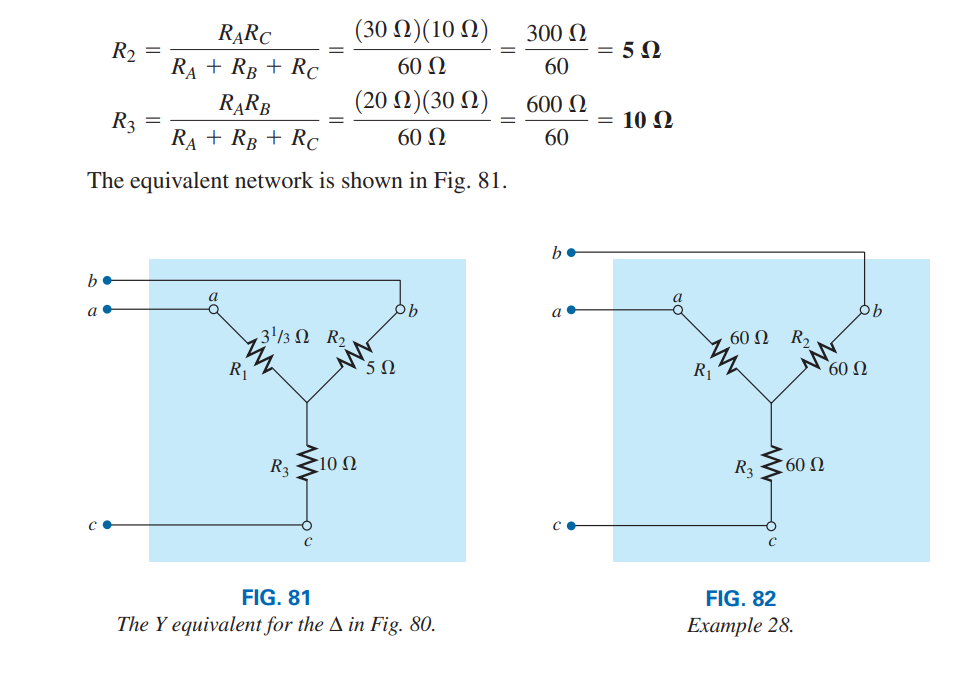 R₂ = R_A R_C / (R_A + R_B + R_C) = (30 Ω)(10 Ω) / 60 Ω = 300 Ω / 60 = 5 Ω
R₃ = R_A R_B / (R_A + R_B + R_C) = (20 Ω)(30 Ω) / 60 Ω = 600 Ω / 60 = 10 Ω
The equivalent network is shown in Fig. 81.
b
a
a
b
3 1/3 Ω R₂
R₁
5 Ω
R₃
10 Ω
c
c
FIG. 81
The Y equivalent for the Δ in Fig. 80.
b
a
a
b
60 Ω R₂
R₁
60 Ω
R₃
60 Ω
c
c
FIG. 82
Example 28.